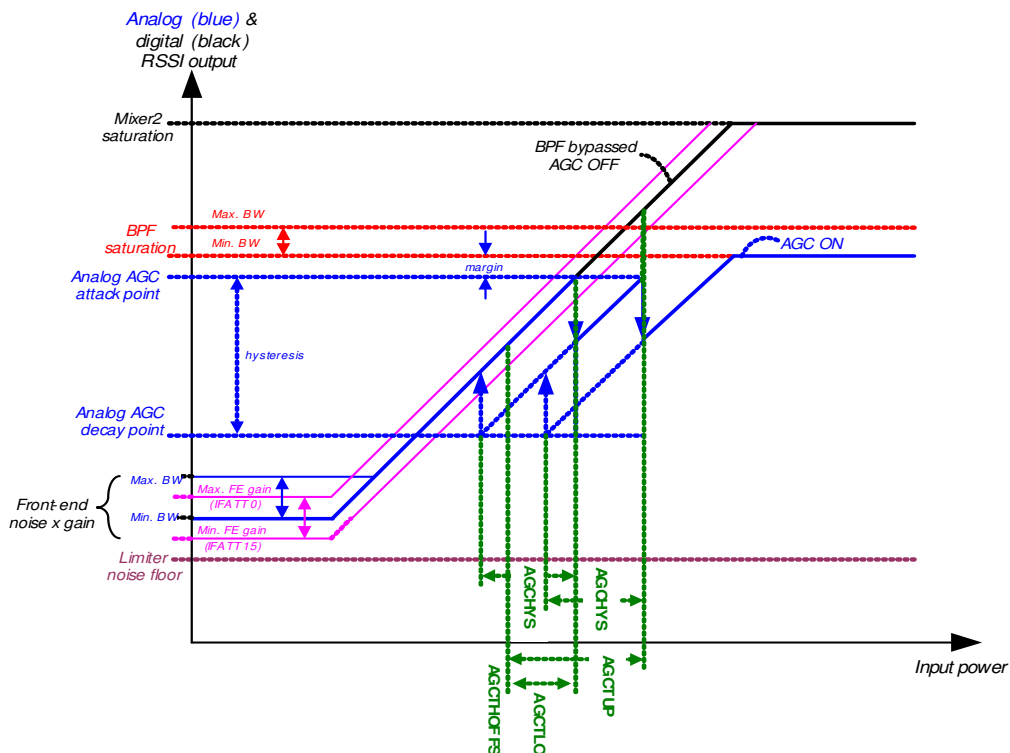 Analog (blue) &
digital (black)
RSSI output
Mixer2
saturation
BPF bypassed
AGC OFF
Max. BW
BPF
saturation
Min. BW
AGC ON
Analog AGC
attack point
margin
hysteresis
Analog AGC
decay point
Max. BW
Max. FE gain
(IFATT0)
Front-end
noise x gain
Min. BW
Min. FE gain
(IFATT15)
Limiter
noise floor
AGCHYS
AGCHYS
Input power
AGCTHOFFS
AGCTLO
AGCTUP